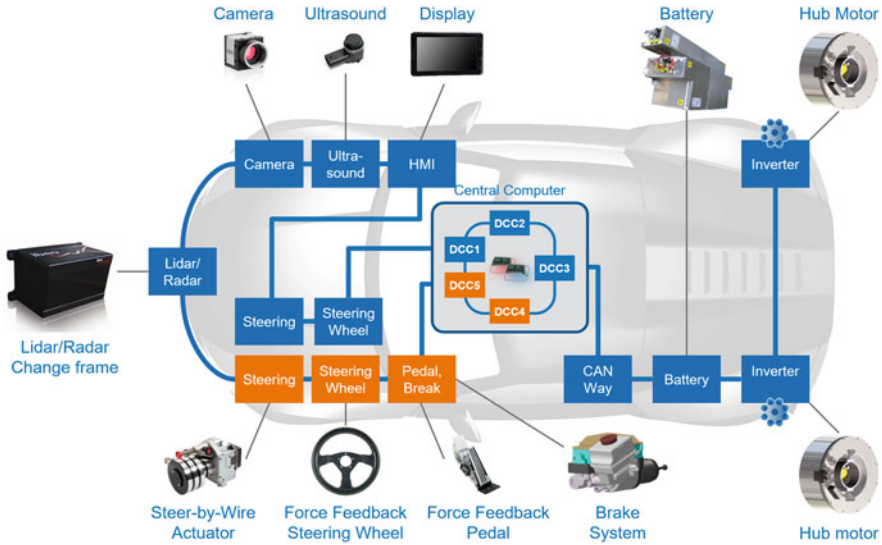 Camera
Ultrasound
Display
Battery
Hub Motor
Camera
Ultra-
sound
HMI
Inverter
Central Computer
DCC2
DCC1
DCC3
DCC5
DCC4
Lidar/
Radar
Steering
Steering
Wheel
Lidar/Radar
Change frame
Steering
Steering
Wheel
Pedal,
Break
CAN
Way
Battery
Inverter
Steer-by-Wire
Actuator
Force Feedback
Steering Wheel
Force Feedback
Pedal
Brake
System
Hub motor